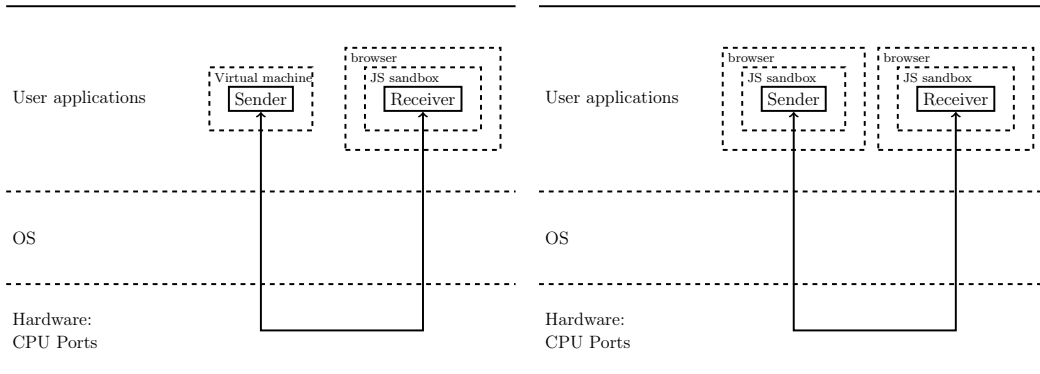 browser
Virtual machine
JS sandbox
User applications
Sender
Receiver
OS
Hardware:
CPU Ports
browser
browser
JS sandbox
JS sandbox
User applications
Sender
Receiver
OS
Hardware:
CPU Ports